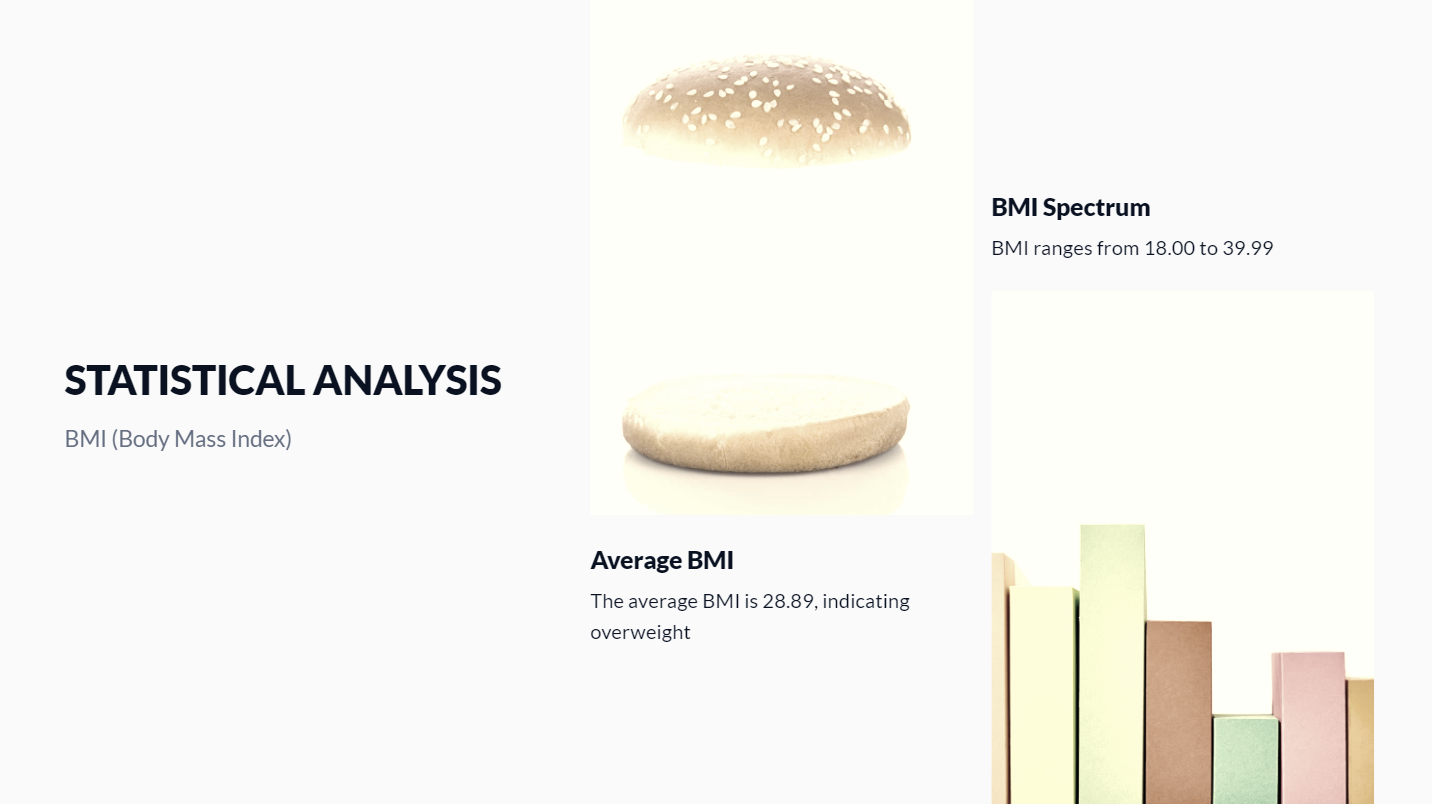 STATISTICAL ANALYSIS
BMI (Body Mass Index)
Average BMI
The average BMI is 28.89, indicating
overweight
BMI Spectrum
BMI ranges from 18.00 to 39.99